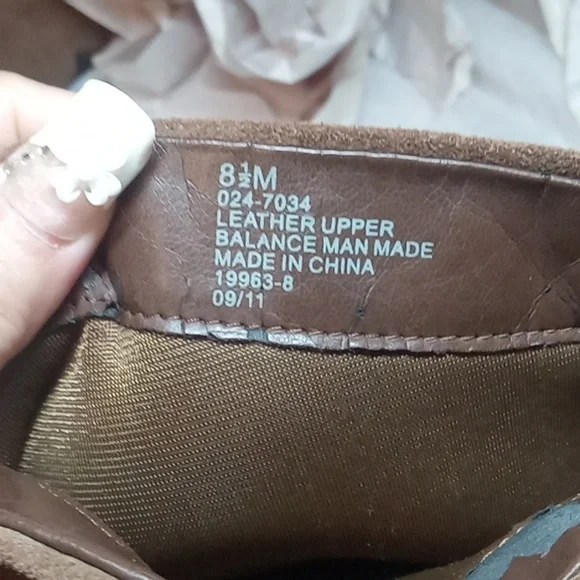 8½M
024-7034
LEATHER UPPER
BALANCE MAN MADE
MADE IN CHINA
19963-8
09/11